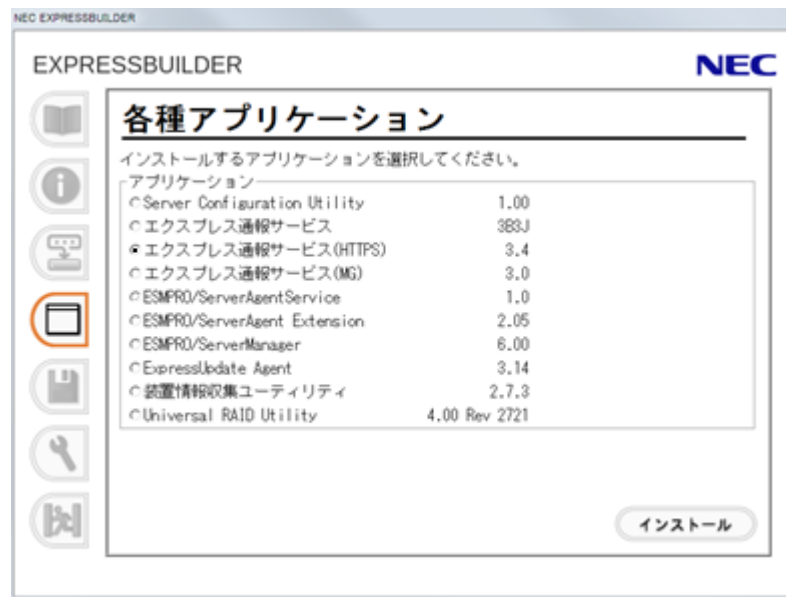 NEC EXPRESSBUILDER
EXPRESSBUILDER
NEC
各種アプリケーション
インストールするアプリケーションを選択してください。
アプリケーション
Server Configuration Utility 1.00
エクスプレス通報サービス 3B3J
エクスプレス通報サービス(HTTPS) 3.4
エクスプレス通報サービス(MG) 3.0
ESMPRO/ServerAgentService 1.0
ESMPRO/ServerAgent Extension 2.05
ESMPRO/ServerManager 6.00
ExpressUpdate Agent 3.14
装置情報収集ユーティリティ 2.7.3
Universal RAID Utility 4.00 Rev 2721
インストール